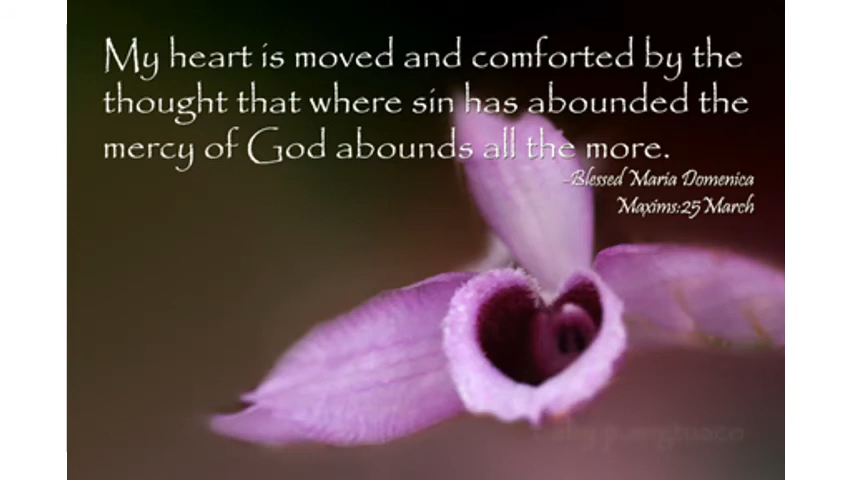 My heart is moved and comforted by the
thought that where sin has abounded the
mercy of God abounds all the more.
-Blessed Maria Domenica
Maxims:25 March